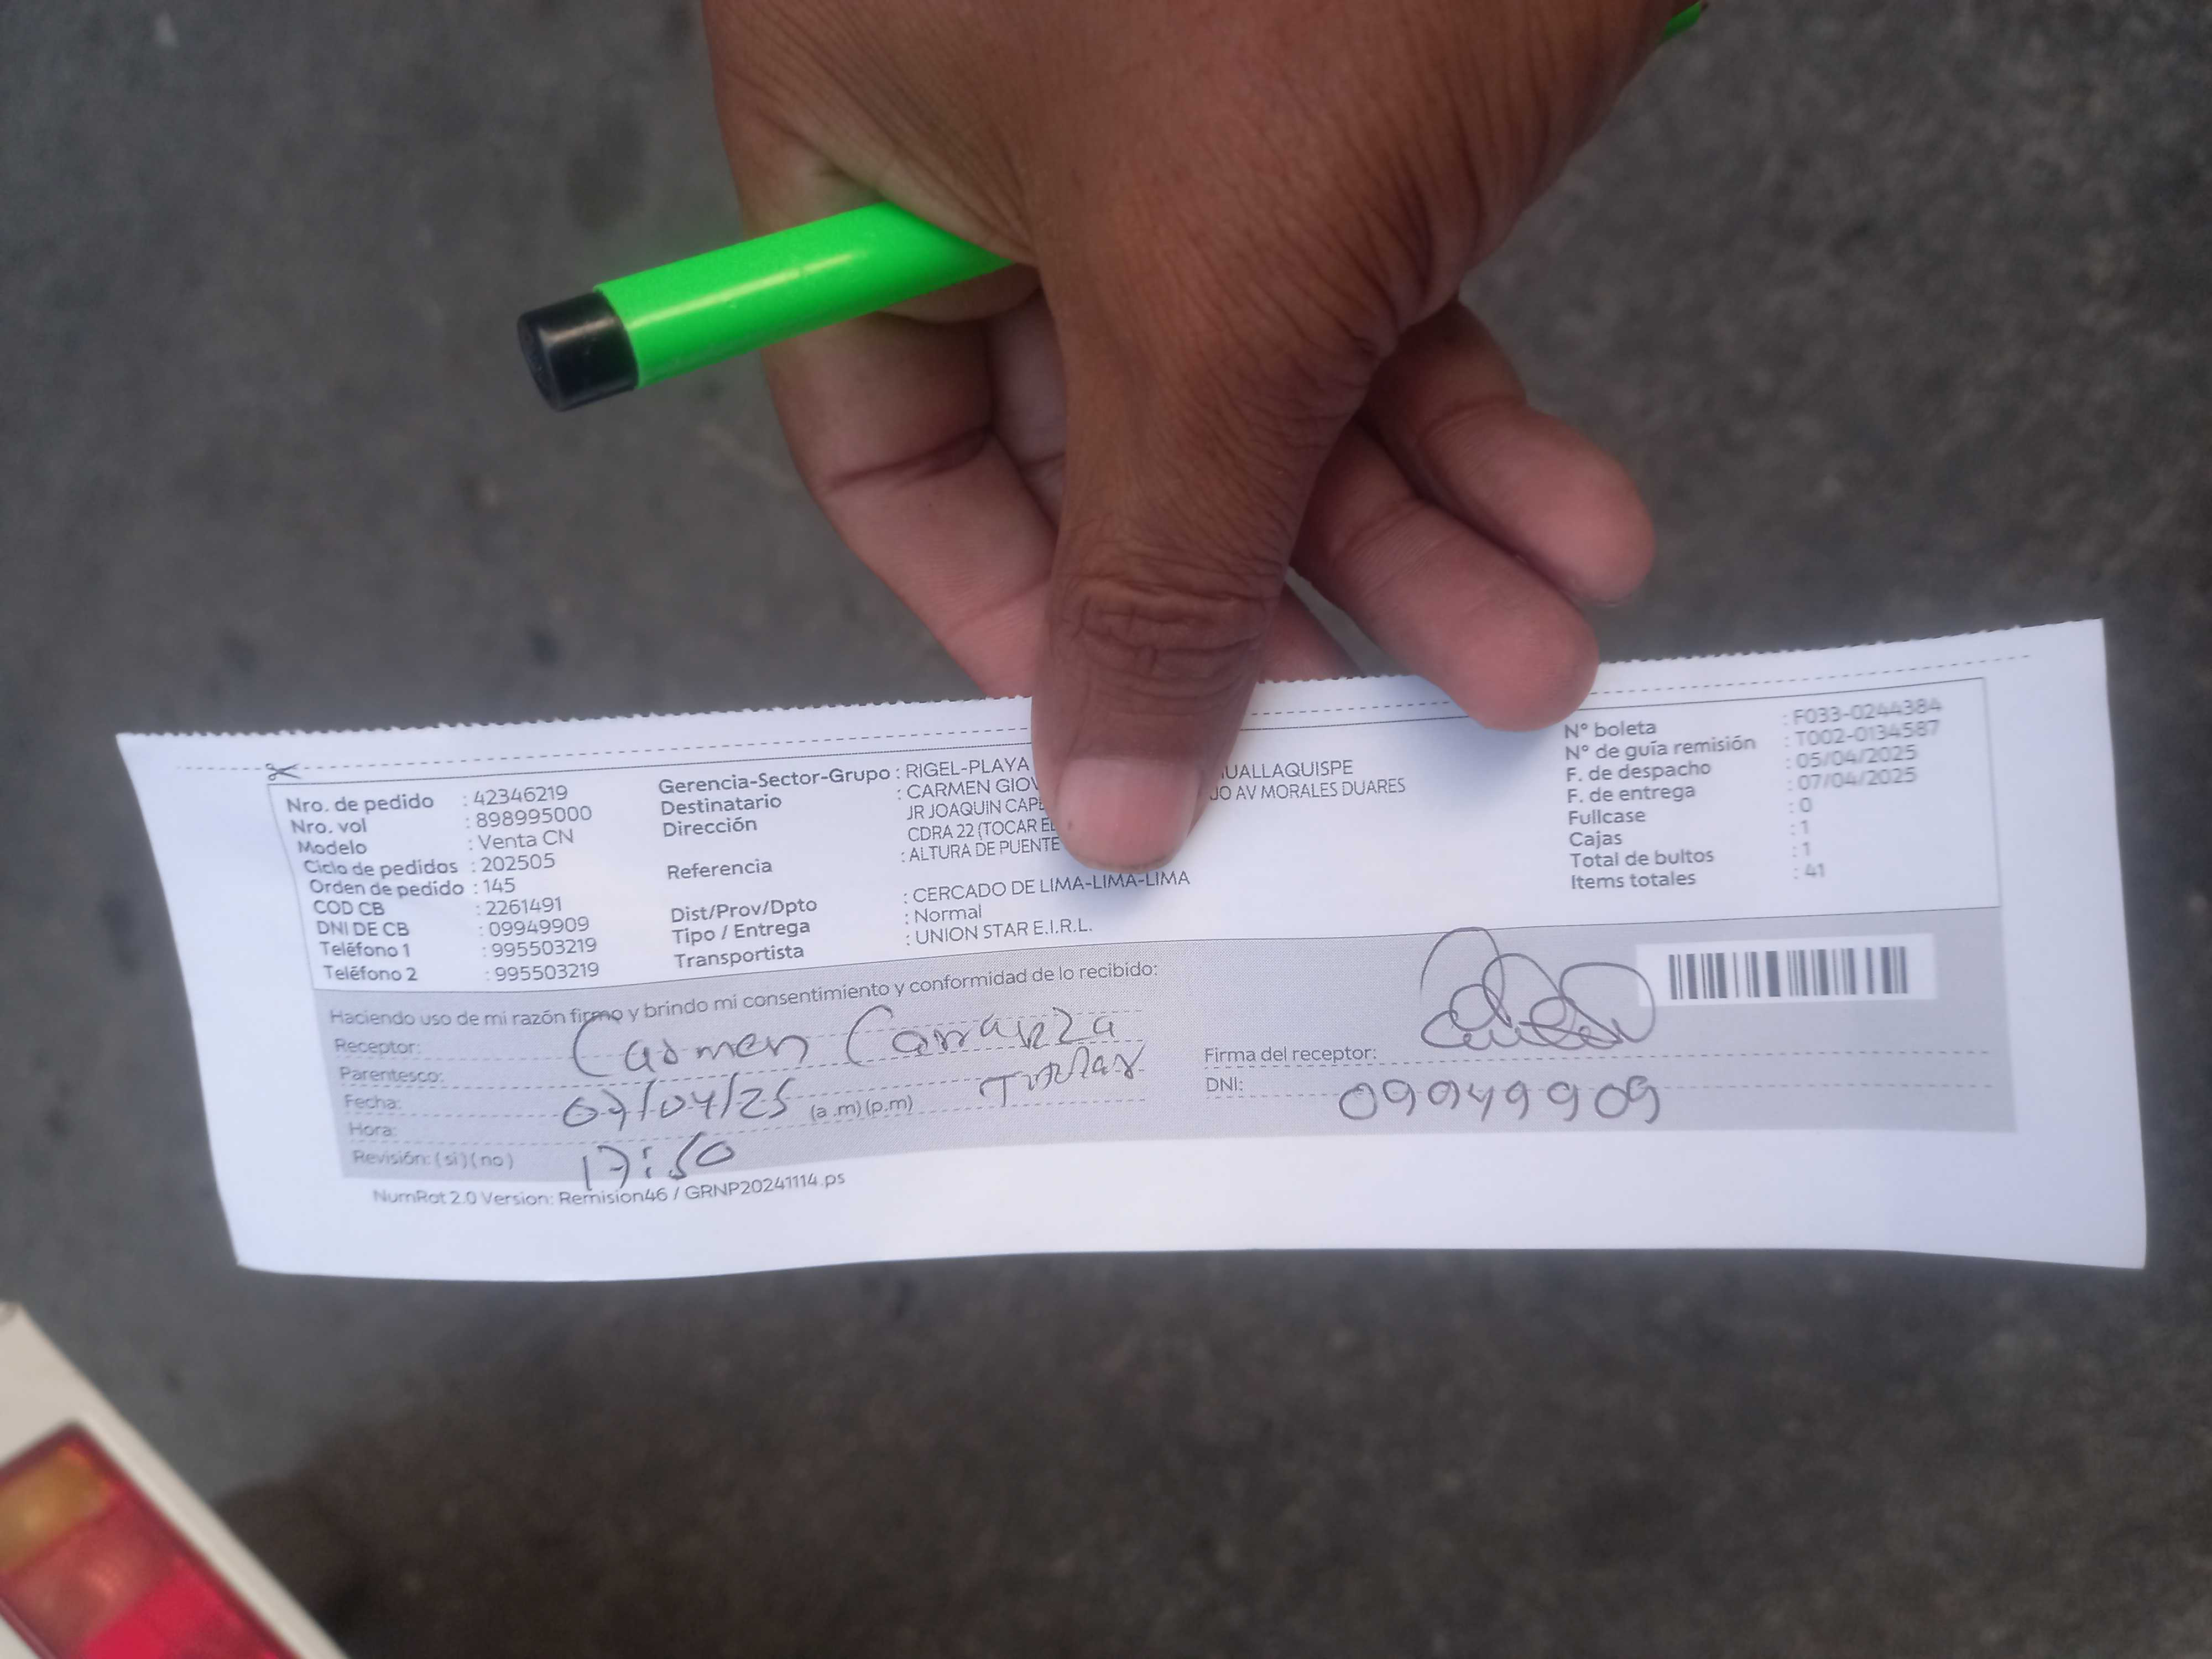 Nro. de pedido : 42346219
Nro. vol : 898995000
Modelo : Venta CN
Ciclo de pedidos : 202505
Orden de pedido : 145
COD CB : 2261491
DNI DE CB : 09949909
Teléfono 1 : 995503219
Teléfono 2 : 995503219
Gerencia-Sector-Grupo : RIGEL-PLAYA
Destinatario : CARMEN GIOV UALLAQUISPE
Dirección JR JOAQUIN CAP JO AV MORALES DUARES
CDRA 22 (TOCAR EL
Referencia : ALTURA DE PUENTE
Dist/Prov/Dpto : CERCADO DE LIMA-LIMA-LIMA
Tipo / Entrega : Normal
Transportista : UNION STAR E.I.R.L.
N° boleta : F033-0244384
N° de guía remisión : T002-0134587
F. de despacho : 05/04/2025
F. de entrega : 07/04/2025
Fullcase : 0
Cajas : 1
Total de bultos : 1
Items totales : 41
Haciendo uso de mi razón firmo y brindo mi consentimiento y conformidad de lo recibido:
Receptor: Carmen Carranza
Parentesco: Titular
Fecha: 07/04/25 (a .m) (p.m)
Hora: 17:50
Revisión: ( si ) ( no )
Firma del receptor:
DNI: 09949909
NumRot 2.0 Version: Remision46 / GRNP20241114.ps